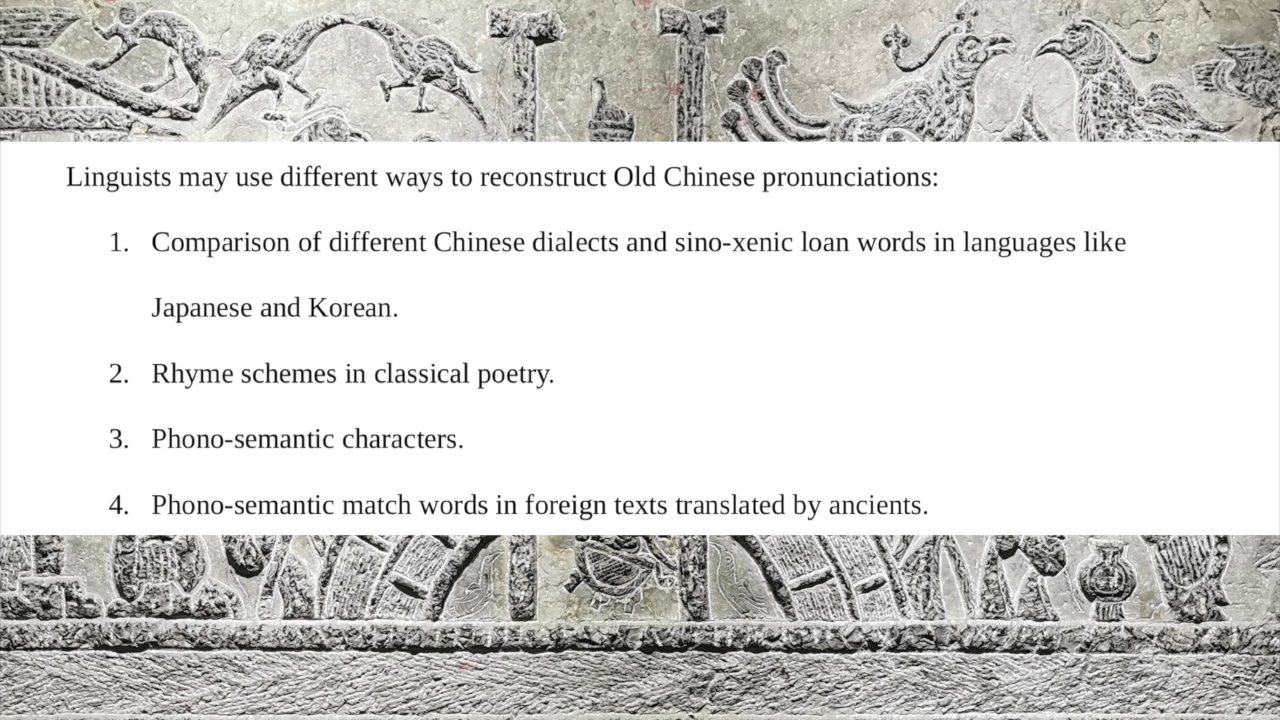 Linguists may use different ways to reconstruct Old Chinese pronunciations:
1. Comparison of different Chinese dialects and sino-xenic loan words in languages like
Japanese and Korean.
2. Rhyme schemes in classical poetry.
3. Phono-semantic characters.
4. Phono-semantic match words in foreign texts translated by ancients.